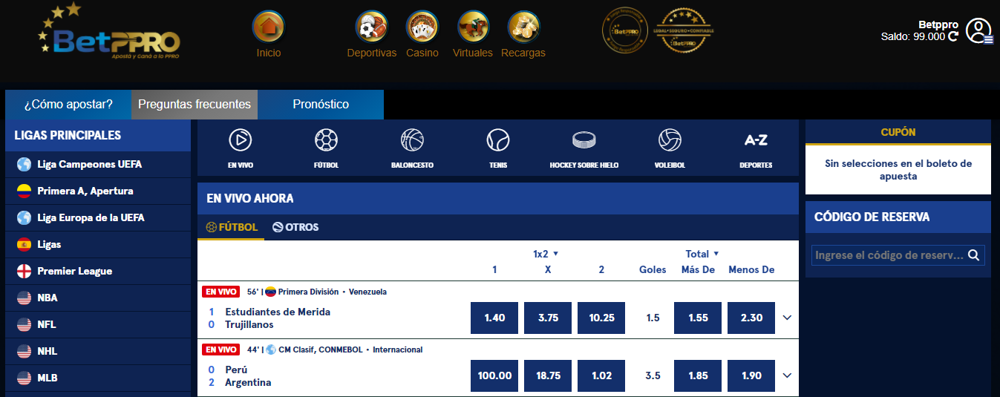 BetPPRO
Apostá y Ganá a lo PPRO
Inicio
Deportivas
Casino
Virtuales
Recargas
BetPPRO
LEGAL • SEGURO • CONFIABLE
BetPPRO
Betppro
Saldo: 99.000
¿Cómo apostar?
Preguntas frecuentes
Pronóstico
LIGAS PRINCIPALES
Liga Campeones UEFA
Primera A, Apertura
Liga Europa de la UEFA
Ligas
Premier League
NBA
NFL
NHL
MLB
EN VIVO
FÚTBOL
BALONCESTO
TENIS
HOCKEY SOBRE HIELO
VOLEIBOL
A-Z
DEPORTES
EN VIVO AHORA
FÚTBOL
OTROS
1x2 Total
1 X 2 Goles Más De Menos De
EN VIVO 56' | Primera División • Venezuela
1 Estudiantes de Merida
0 Trujillanos
1.40 3.75 10.25 1.5 1.55 2.30
EN VIVO 44' | CM Clasif, CONMEBOL • Internacional
0 Perú
2 Argentina
100.00 18.75 1.02 3.5 1.85 1.90
CUPÓN
Sin selecciones en el boleto de
apuesta
CÓDIGO DE RESERVA
Ingrese el código de reserv...